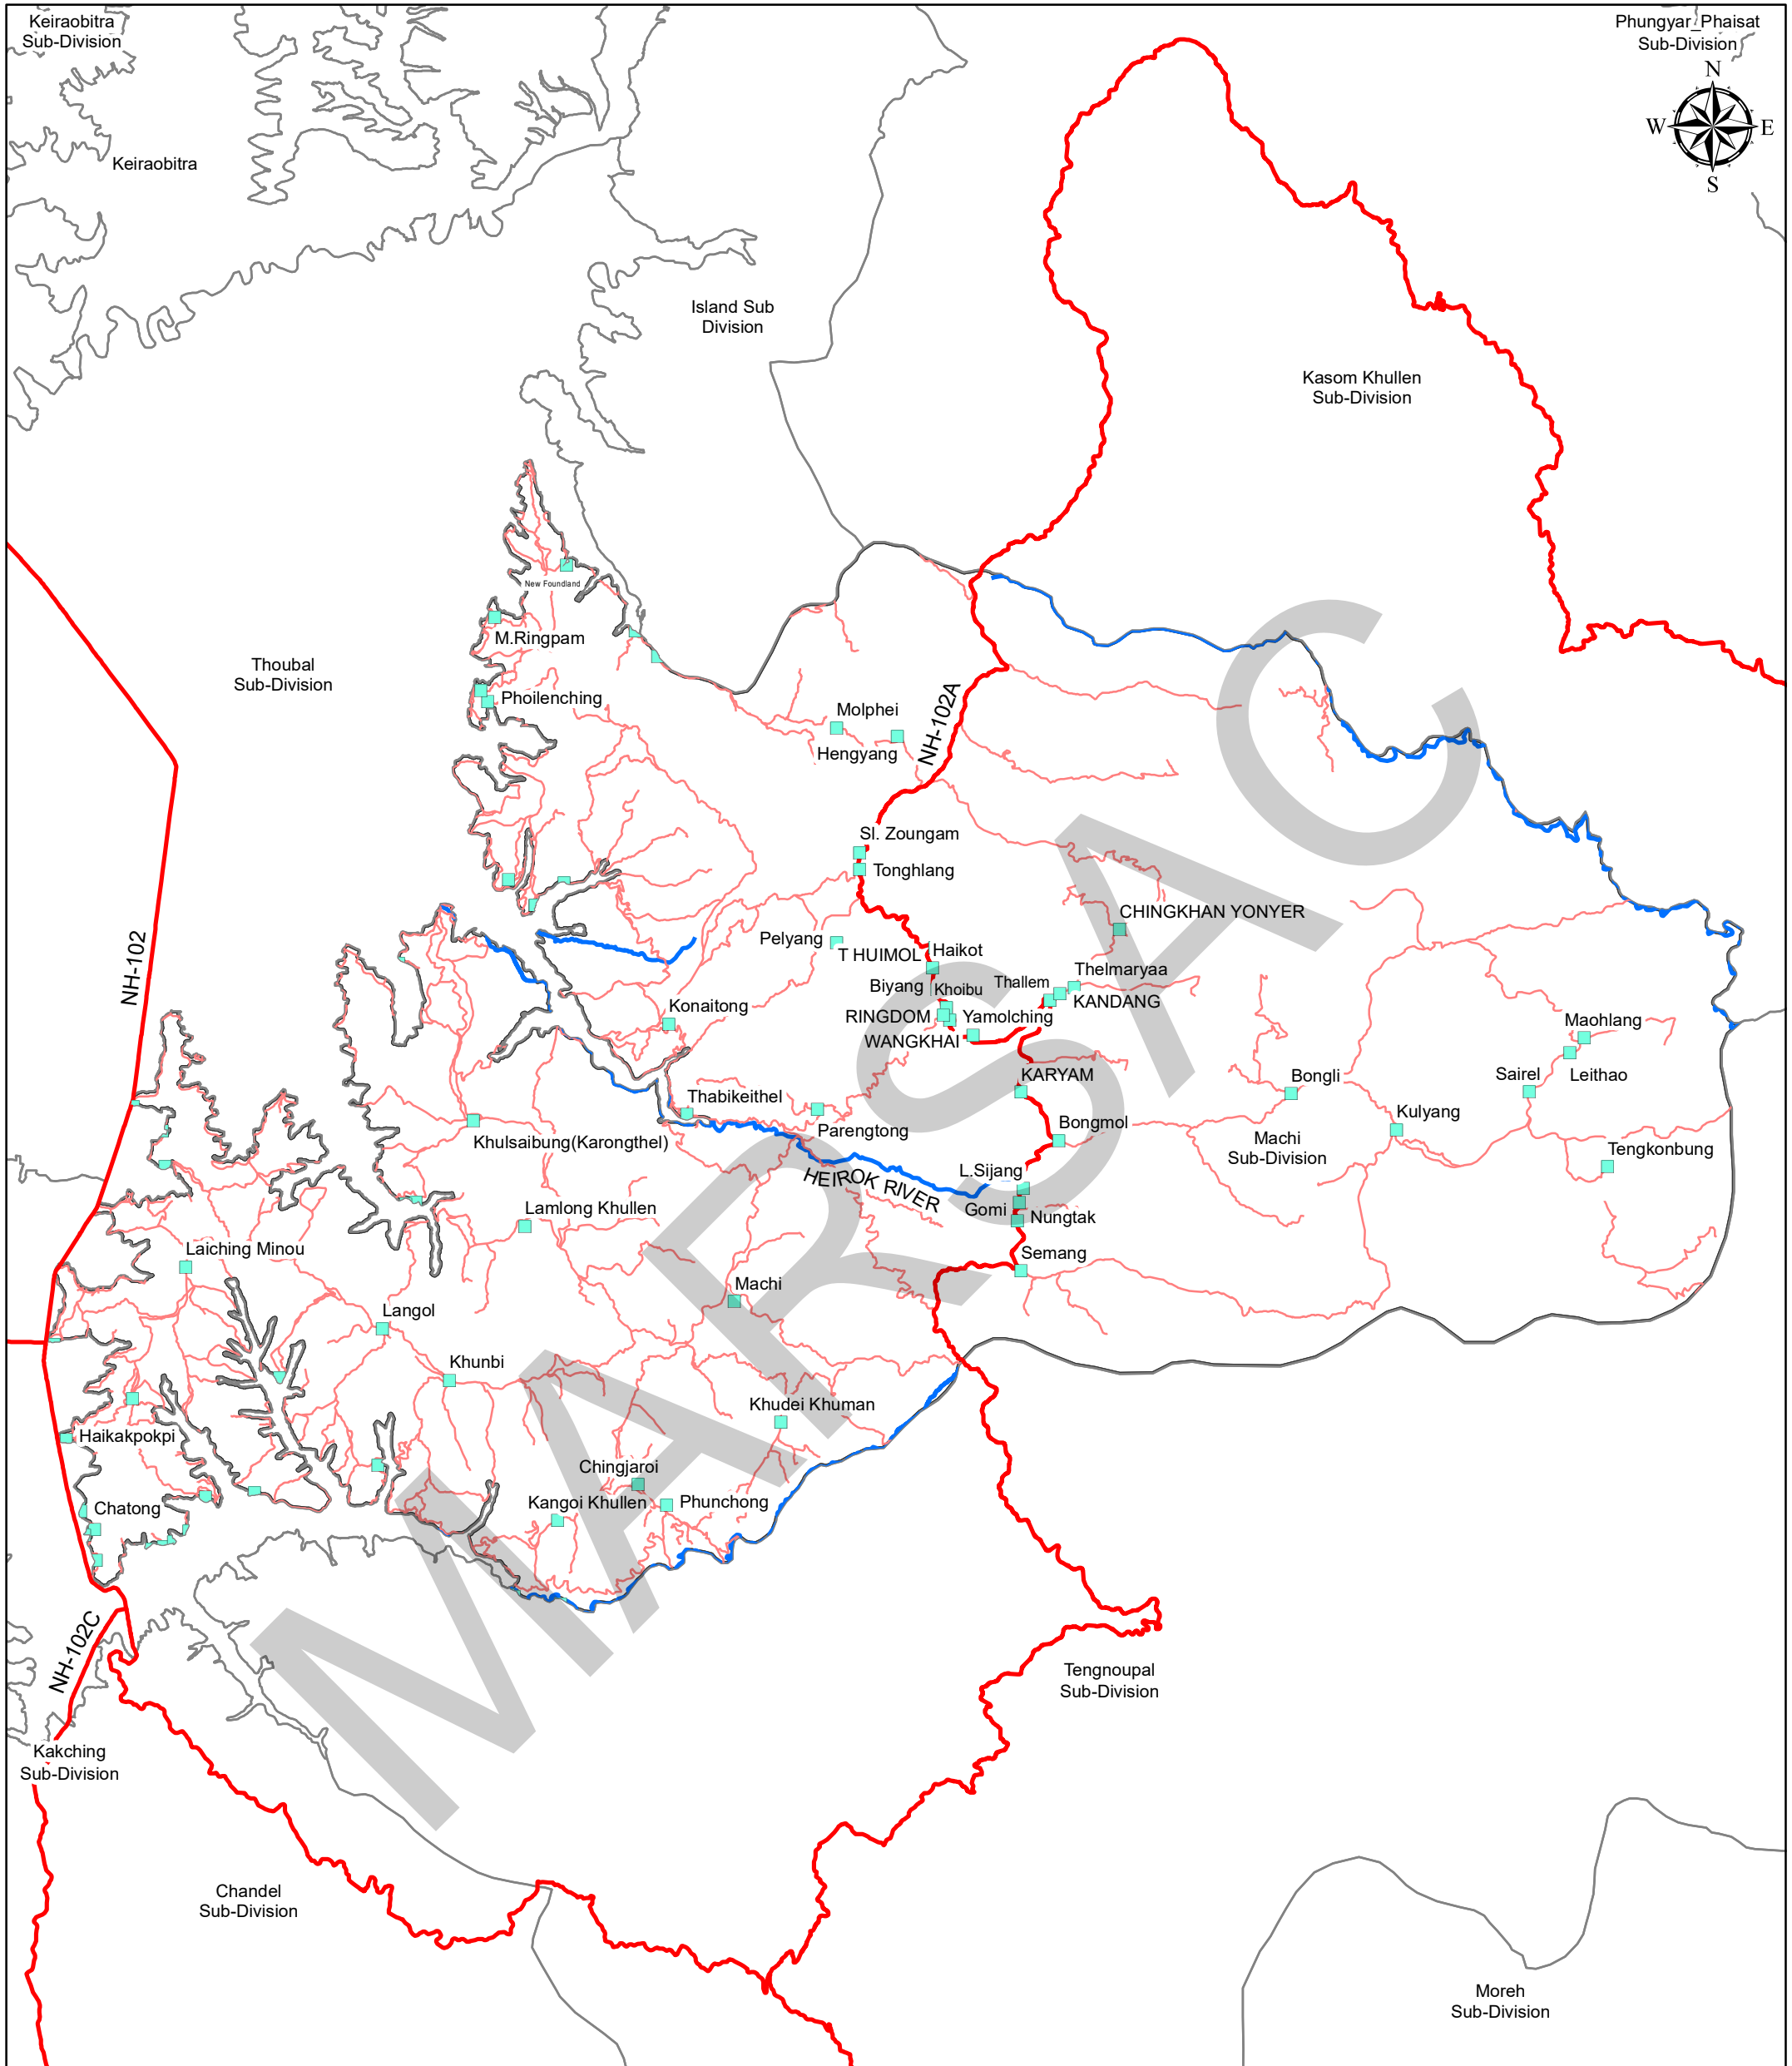 Keiraobitra
Sub-Division
Phungyar_Phaisat
Sub-Division
N
W
E
S
Keiraobitra
Island Sub
Division
Kasom Khullen
Sub-Division
New Foundland
M.Ringpam
Thoubal
Sub-Division
Phoilenching
Molphei
Hengyang
NH-102A
Sl. Zoungam
Tonghlang
CHINGKHAN YONYER
Pelyang
T HUIMOL
Haikot
NH-102
Biyang
Khoibu
Thallem
Thelmaryaa
KANDANG
Konaitong
RINGDOM
Yamolching
WANGKHAI
Maohlang
Leithao
KARYAM
Bongli
Sairel
Thabikeithel
Kulyang
Khulsaibung(Karongthel)
Parengtong
Bongmol
Machi
Sub-Division
Tengkonbung
HEIROK RIVER
L.Sijang
Lamlong Khullen
Gomi
Nungtak
Laiching Minou
Semang
Machi
Langol
Khunbi
Khudei Khuman
Haikakpokpi
Chingjaroi
Kangoi Khullen
Phunchong
Chatong
NH-102C
Tengnoupal
Sub-Division
Kakching
Sub-Division
Chandel
Sub-Division
Moreh
Sub-Division
MARSAC